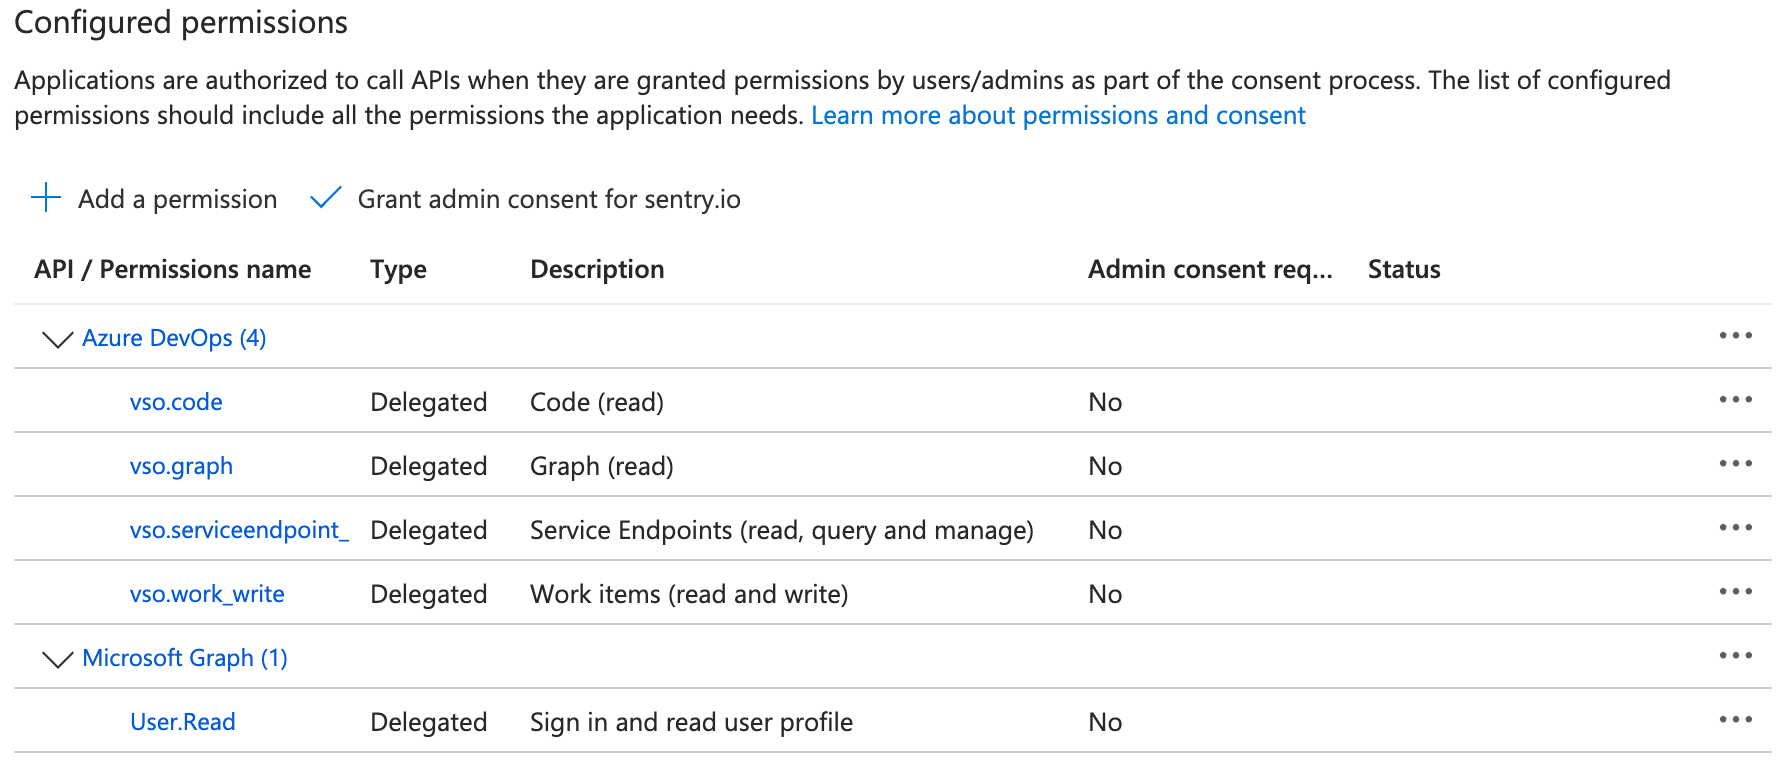 Configured permissions
Applications are authorized to call APIs when they are granted permissions by users/admins as part of the consent process. The list of configured
permissions should include all the permissions the application needs. Learn more about permissions and consent
Add a permission Grant admin consent for sentry.io
API / Permissions name Type Description Admin consent req... Status
Azure DevOps (4)
vso.code Delegated Code (read) No
vso.graph Delegated Graph (read) No
vso.serviceendpoint_ Delegated Service Endpoints (read, query and manage) No
vso.work_write Delegated Work items (read and write) No
Microsoft Graph (1)
User.Read Delegated Sign in and read user profile No